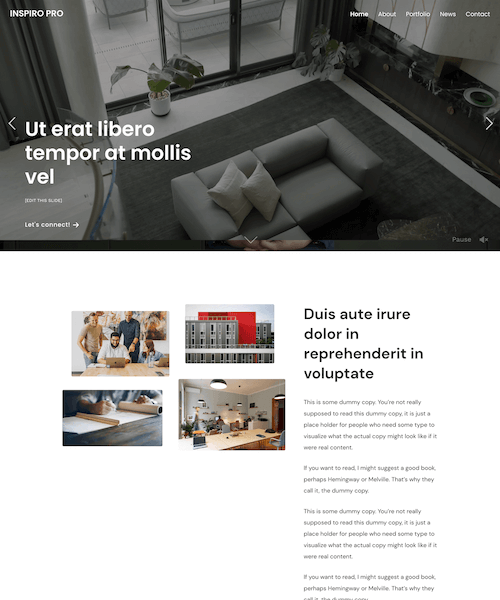 INSPIRO PRO
Home About Portfolio News Contact
Ut erat libero
tempor at mollis
vel
[EDIT THIS SLIDE]
Let's connect!
Pause
Duis aute irure
dolor in
reprehenderit in
voluptate
This is some dummy copy. You're not really
supposed to read this dummy copy, it is just a
place holder for people who need some type to
visualize what the actual copy might look like if it
were real content.
If you want to read, I might suggest a good book,
perhaps Hemingway or Melville. That's why they
call it, the dummy copy.
This is some dummy copy. You're not really
supposed to read this dummy copy, it is just a
place holder for people who need some type to
visualize what the actual copy might look like if it
were real content.
If you want to read, I might suggest a good book,
perhaps Hemingway or Melville. That's why they
call it, the dummy copy.